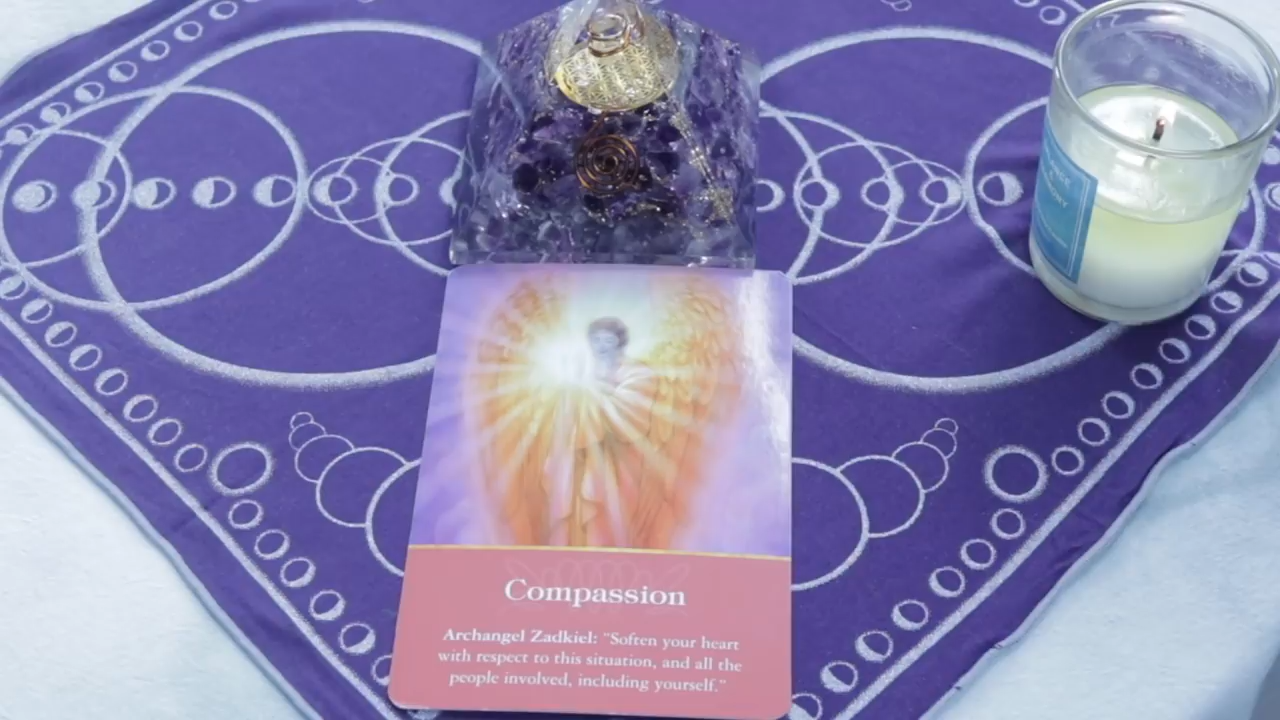 Compassion
Archangel Zadkiel: "Soften your heart
with respect to this situation, and all the
people involved, including yourself."